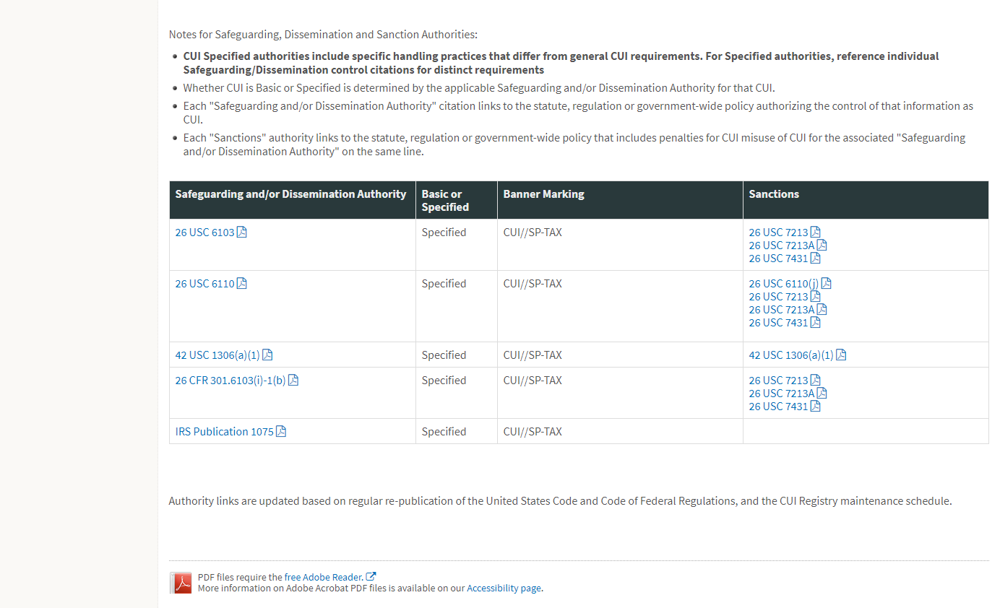 Notes for Safeguarding, Dissemination and Sanction Authorities:
CUI Specified authorities include specific handling practices that differ from general CUI requirements. For Specified authorities, reference individual
Safeguarding/Dissemination control citations for distinct requirements
Whether CUI is Basic or Specified is determined by the applicable Safeguarding and/or Dissemination Authority for that CUI.
Each "Safeguarding and/or Dissemination Authority" citation links to the statute, regulation or government-wide policy authorizing the control of that information as
CUI.
Each "Sanctions" authority links to the statute, regulation or government-wide policy that includes penalties for CUI misuse of CUI for the associated "Safeguarding
and/or Dissemination Authority" on the same line.
Safeguarding and/or Dissemination Authority Basic or Banner Marking Sanctions
Specified
26 USC 6103 Specified CUI//SP-TAX 26 USC 7213
26 USC 7213A
26 USC 7431
26 USC 6110 Specified CUI//SP-TAX 26 USC 6110(j)
26 USC 7213
26 USC 7213A
26 USC 7431
42 USC 1306(a)(1) Specified CUI//SP-TAX 42 USC 1306(a)(1)
26 CFR 301.6103(i)-1(b) Specified CUI//SP-TAX 26 USC 7213
26 USC 7213A
26 USC 7431
IRS Publication 1075 Specified CUI//SP-TAX
Authority links are updated based on regular re-publication of the United States Code and Code of Federal Regulations, and the CUI Registry maintenance schedule.
PDF files require the free Adobe Reader.
More information on Adobe Acrobat PDF files is available on our Accessibility page.